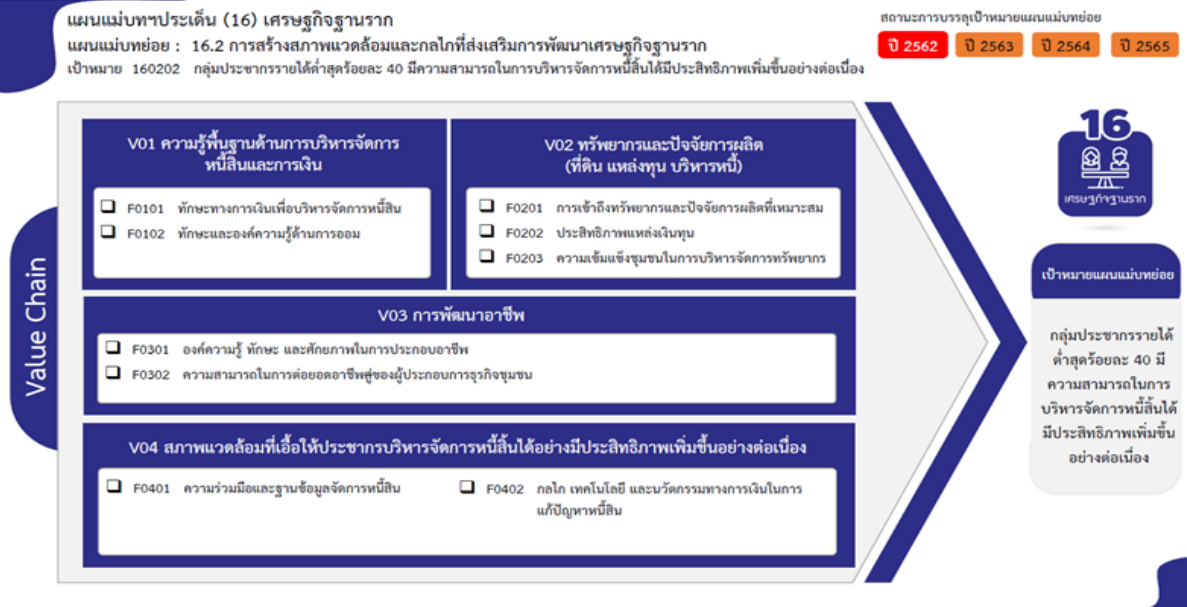 แผนแม่บทฯประเด็น (16) เศรษฐกิจฐานราก
แผนแม่บทย่อย : 16.2 การสร้างสภาพแวดล้อมและกลไกที่ส่งเสริมการพัฒนาเศรษฐกิจฐานราก
เป้าหมาย 160202 กลุ่มประชากรรายได้ต่ำสุดร้อยละ 40 มีความสามารถในการบริหารจัดการหนี้สินได้มีประสิทธิภาพเพิ่มขึ้นอย่างต่อเนื่อง
สถานะการบรรลุเป้าหมายแผนแม่บทย่อย
ปี 2562 ปี 2563 ปี 2564 ปี 2565
Value Chain
V01 ความรู้พื้นฐานด้านการบริหารจัดการ
หนี้สินและการเงิน
F0101 ทักษะทางการเงินเพื่อบริหารจัดการหนี้สิน
F0102 ทักษะและองค์ความรู้ด้านการออม
V02 ทรัพยากรและปัจจัยการผลิต
(ที่ดิน แหล่งทุน บริหารหนี้)
F0201 การเข้าถึงทรัพยากรและปัจจัยการผลิตที่เหมาะสม
F0202 ประสิทธิภาพแหล่งเงินทุน
F0203 ความเข้มแข็งชุมชนในการบริหารจัดการทรัพยากร
V03 การพัฒนาอาชีพ
F0301 องค์ความรู้ ทักษะ และศักยภาพในการประกอบอาชีพ
F0302 ความสามารถในการต่อยอดอาชีพสู่ของผู้ประกอบการธุรกิจชุมชน
V04 สภาพแวดล้อมที่เอื้อให้ประชากรบริหารจัดการหนี้สิ้นได้อย่างมีประสิทธิภาพเพิ่มขึ้นอย่างต่อเนื่อง
F0401 ความร่วมมือและฐานข้อมูลจัดการหนี้สิน
F0402 กลไก เทคโนโลยี และนวัตกรรมทางการเงินในการ
แก้ปัญหาหนี้สิน
16
เศรษฐกิจฐานราก
เป้าหมายแผนแม่บทย่อย
กลุ่มประชากรรายได้
ต่ำสุดร้อยละ 40 มี
ความสามารถในการ
บริหารจัดการหนี้สิ้นได้
มีประสิทธิภาพเพิ่มขึ้น
อย่างต่อเนื่อง